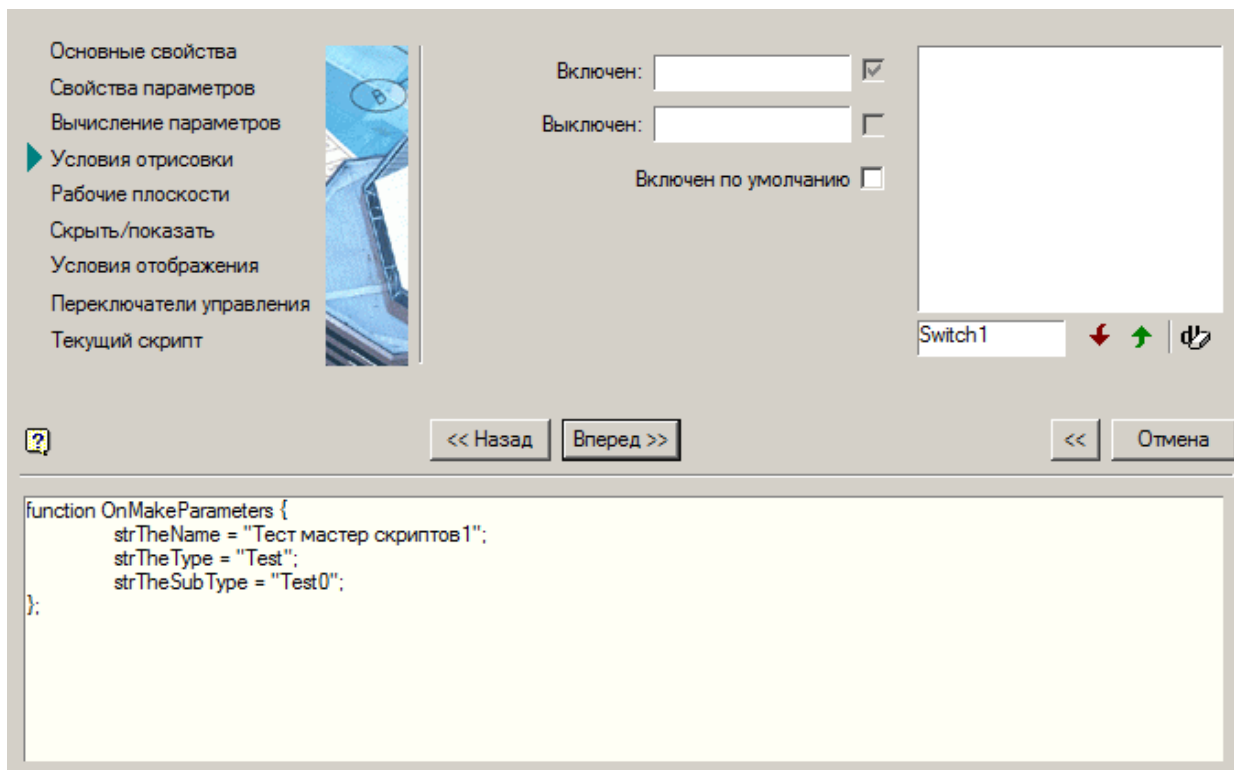 Основные свойства
Свойства параметров
Вычисление параметров
Условия отрисовки
Рабочие плоскости
Скрыть/показать
Условия отображения
Переключатели управления
Текущий скрипт
Включен:
Выключен:
Включен по умолчанию
Switch1
<< Назад
Вперед >>
<<
Отмена
function OnMakeParameters {
strTheName = "Тест мастер скриптов1";
strTheType = "Test";
strTheSubType = "Test0";
};